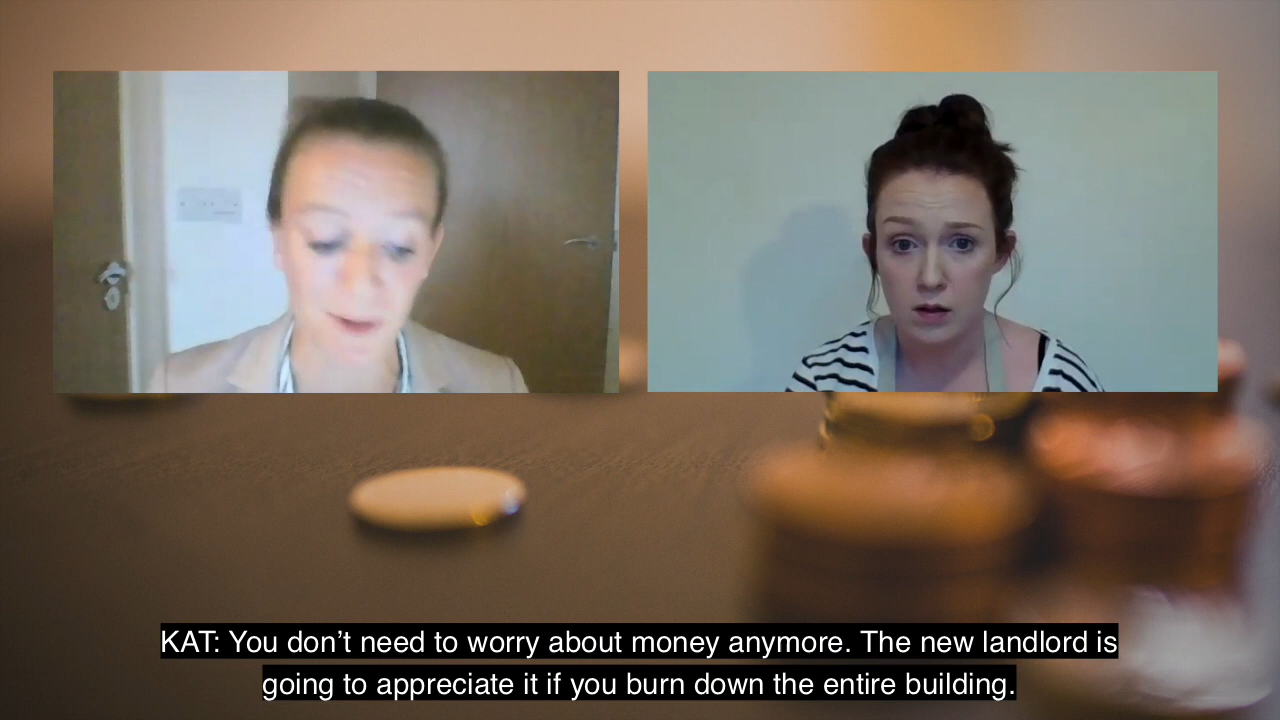 KAT: You don’t need to worry about money anymore. The new landlord is
going to appreciate it if you burn down the entire building.